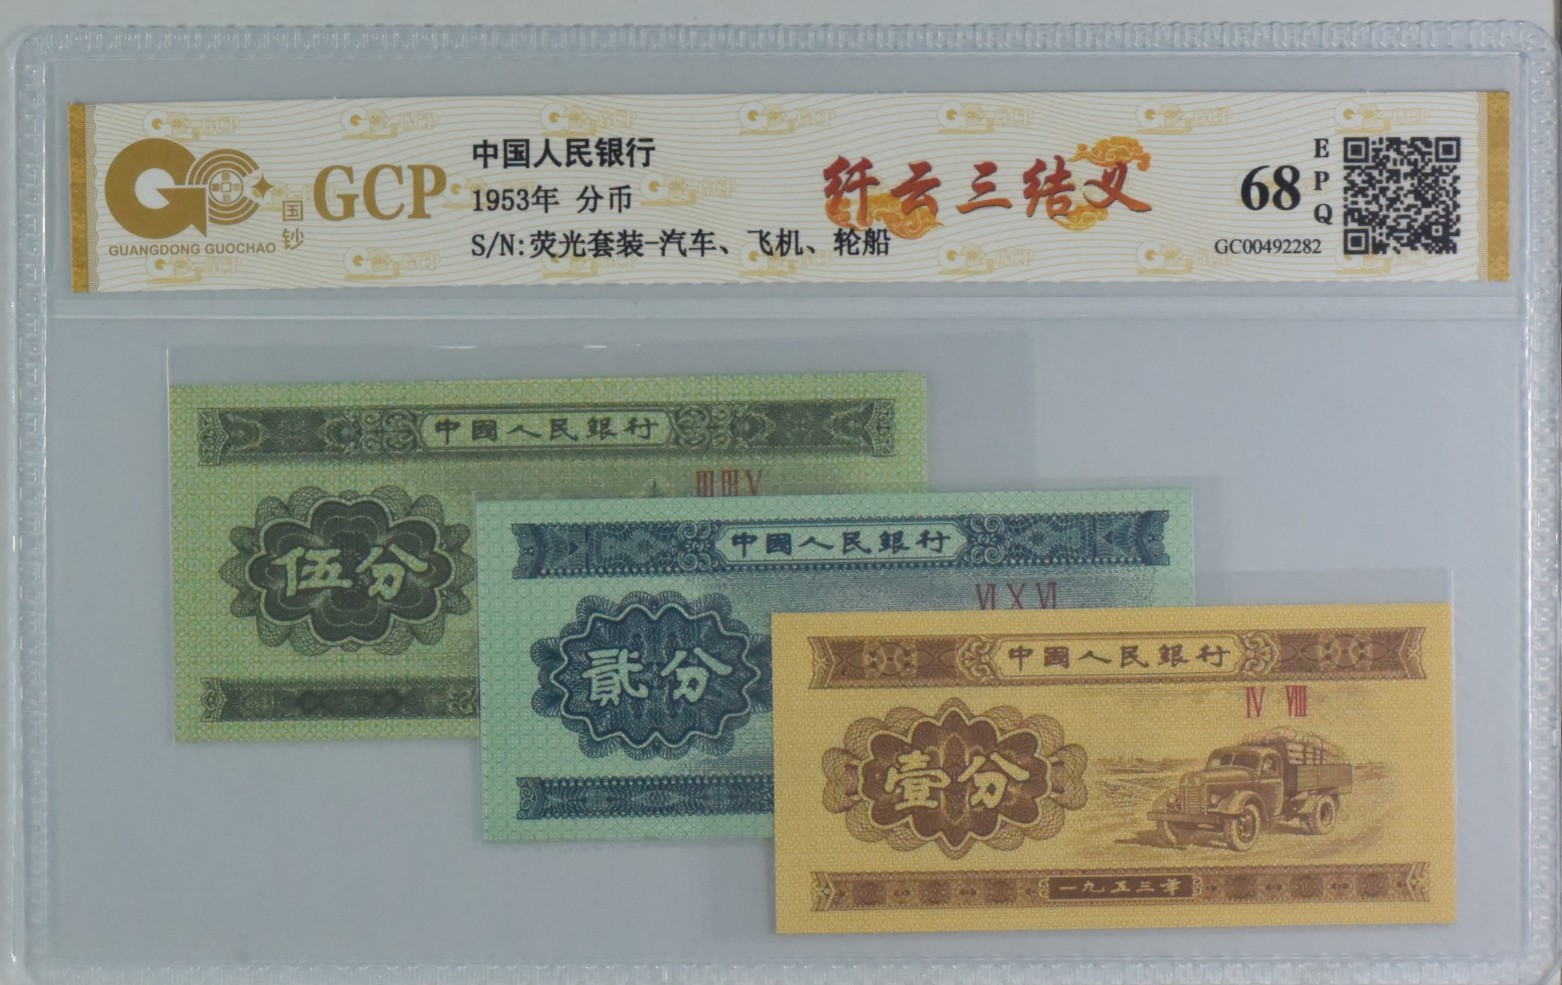 GUANGDONG GUOCHAO
国钞
GCP
中国人民银行
1953年 分币
S/N:荧光套装-汽车、飞机、轮船
纤云三结义
68
EPQ
GC00492282
中國人民銀行
III III V
伍分
中國人民銀行
VI X VI
貳分
中國人民銀行
IV VIII
壹分
一九五三年